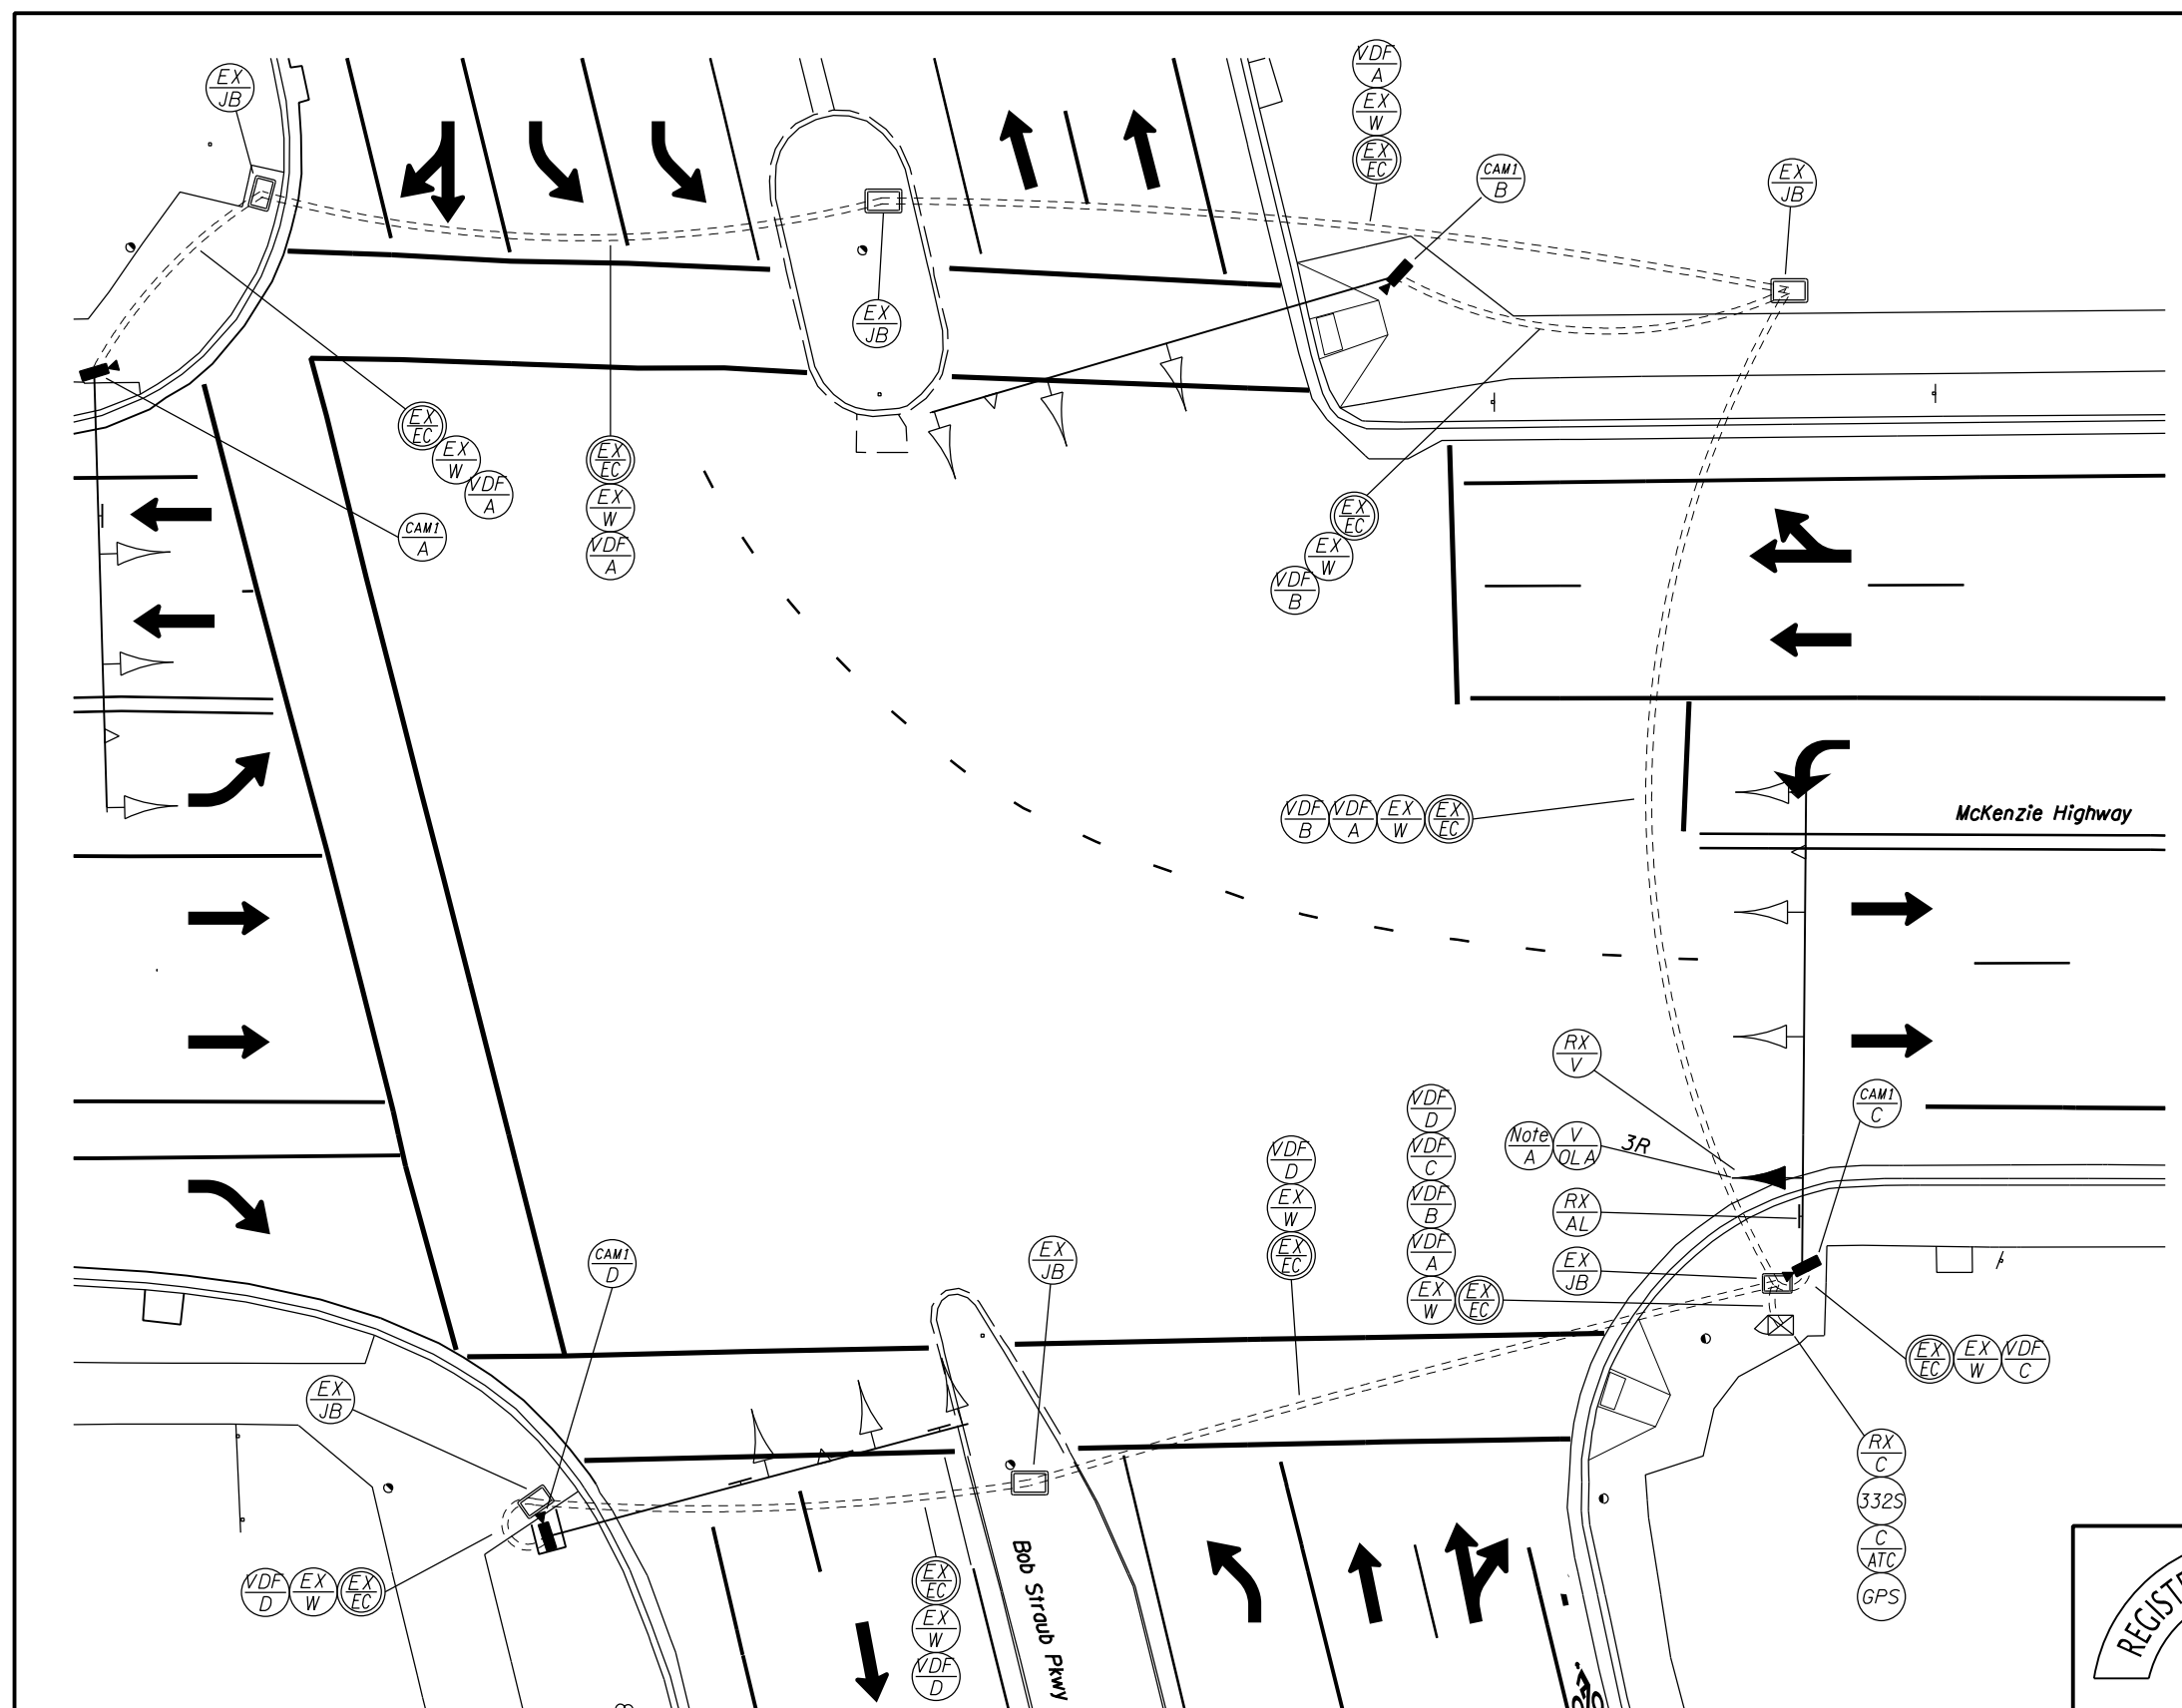 EX
JB
VDF
A
EX
W
EX
EC
CAM1
B
EX
JB
EX
JB
EX
EC
EX
W
VDF
A
CAM1
A
EX
EC
EX
W
VDF
A
EX
EC
EX
W
VDF
B
VDF
B
VDF
A
EX
W
EX
EC
McKenzie Highway
RX
V
Note
A
V
OLA
3R
RX
AL
EX
JB
CAM1
C
VDF
D
VDF
C
VDF
B
VDF
A
EX
W
EX
EC
VDF
D
EX
W
EX
EC
EX
JB
CAM1
D
EX
JB
EX
EC
EX
W
VDF
C
RX
C
332S
C
ATC
GPS
VDF
D
EX
W
EX
EC
EX
EC
EX
W
VDF
D
Bob Straub Pkwy